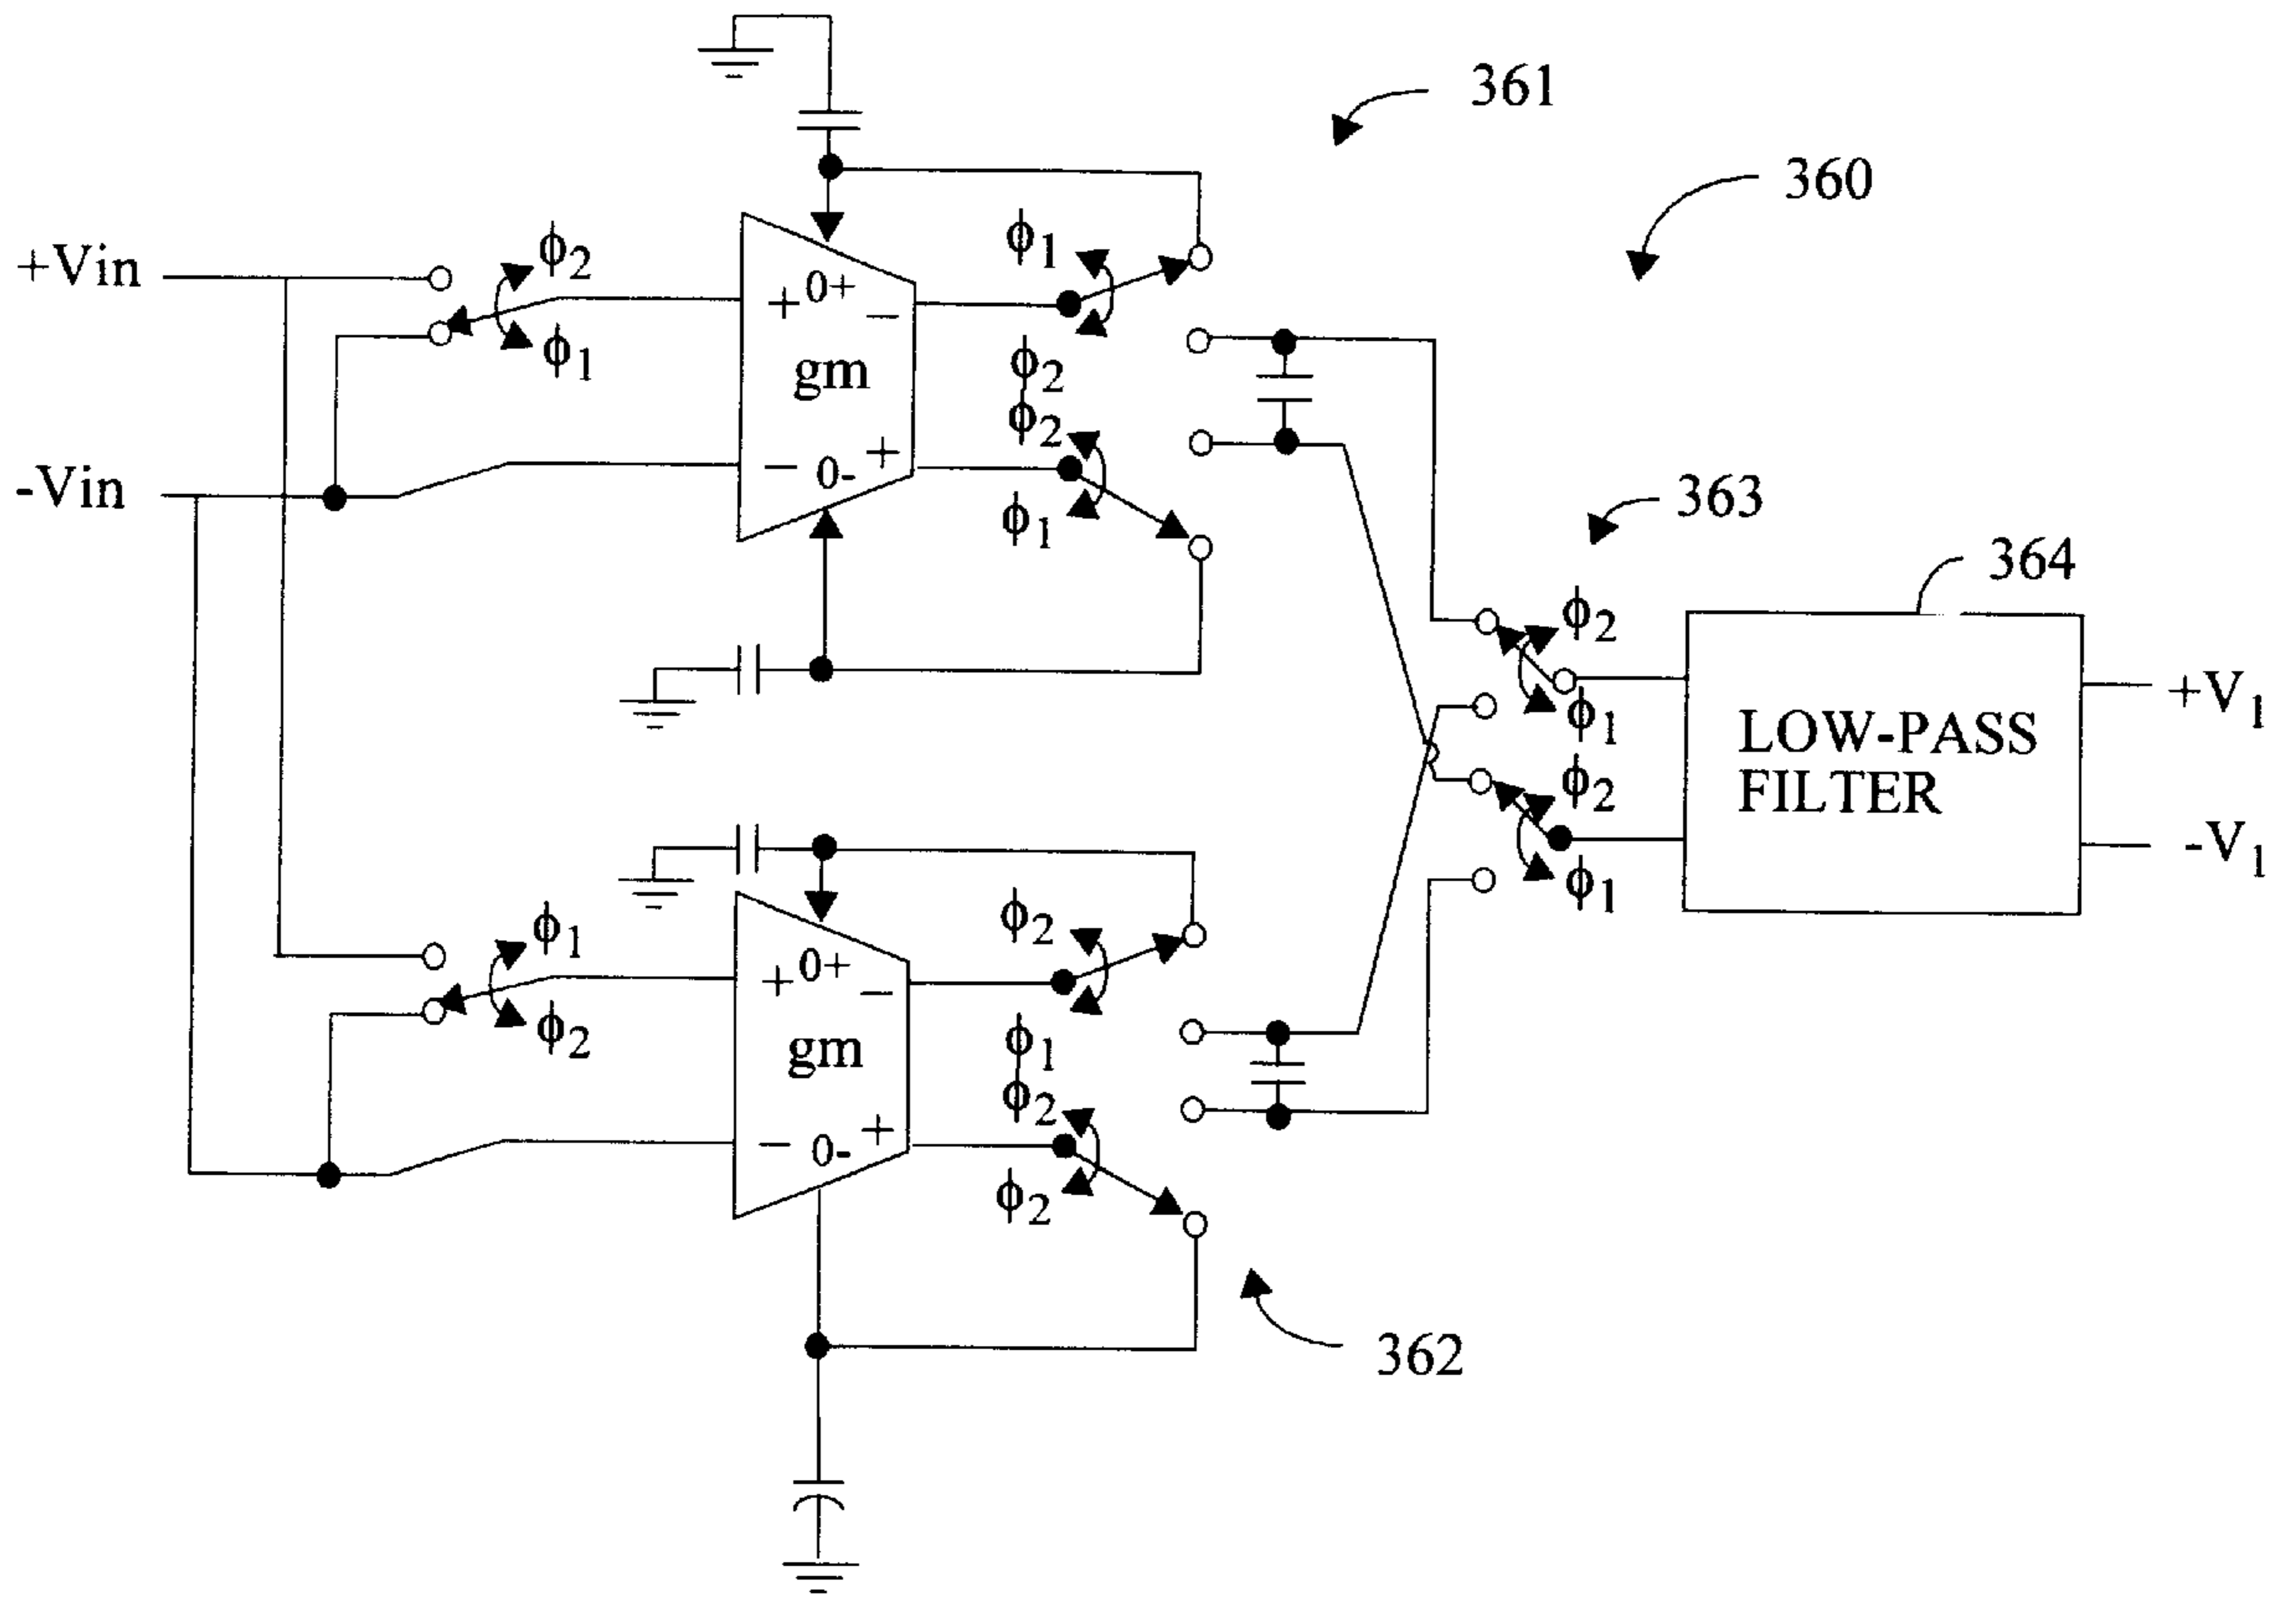 361
360
+Vin
ϕ2
ϕ1
+ 0+ −
gm
− 0- +
ϕ1
ϕ2
ϕ2
ϕ1
-Vin
363
364
ϕ2
ϕ1
ϕ2
ϕ1
LOW-PASS
FILTER
+V1
-V1
ϕ1
ϕ2
+ 0+ −
gm
− 0- +
ϕ2
ϕ1
ϕ2
ϕ2
362